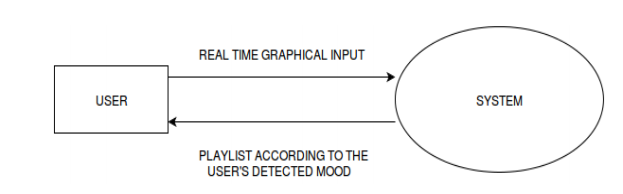 REAL TIME GRAPHICAL INPUT
USER
SYSTEM
PLAYLIST ACCORDING TO THE
USER'S DETECTED MOOD